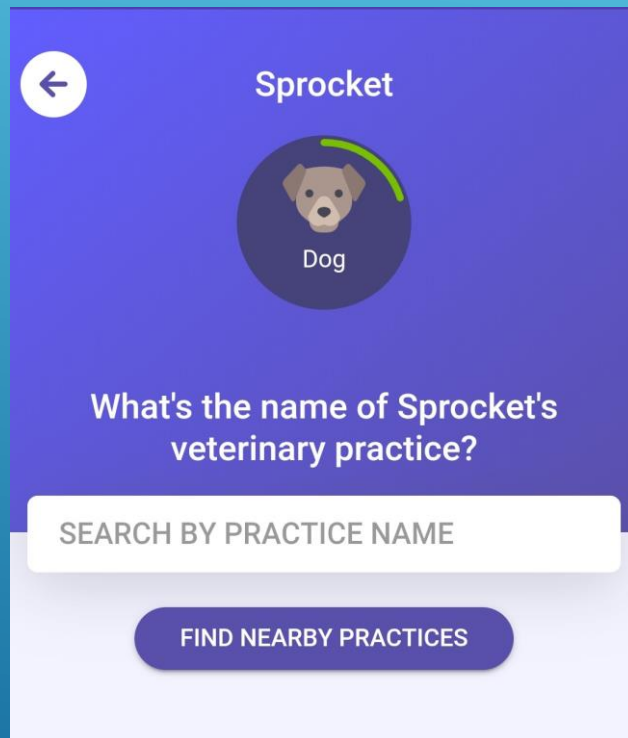 Sprocket
Dog
What's the name of Sprocket's
veterinary practice?
SEARCH BY PRACTICE NAME
FIND NEARBY PRACTICES